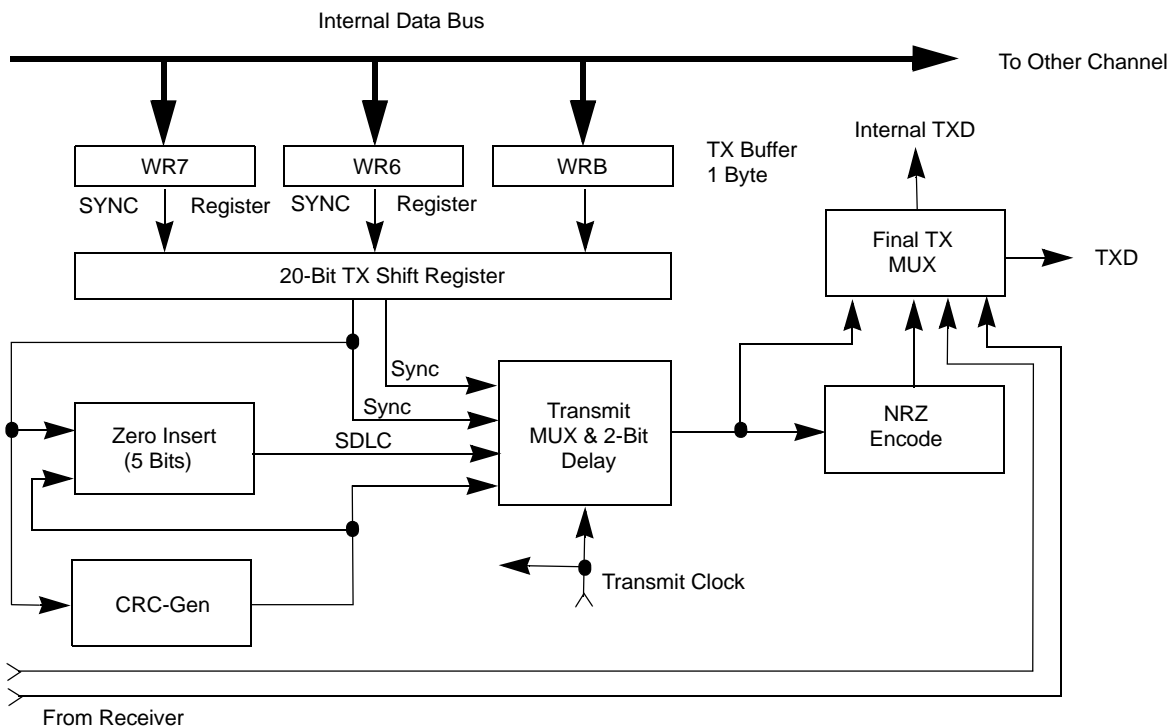 Internal Data Bus
To Other Channel
Internal TXD
WR7
WR6
WRB
TX Buffer
1 Byte
SYNC Register
SYNC Register
Final TX
MUX
TXD
20-Bit TX Shift Register
Sync
Sync
Transmit
MUX & 2-Bit
Delay
NRZ
Encode
Zero Insert
(5 Bits)
SDLC
CRC-Gen
Transmit Clock
From Receiver